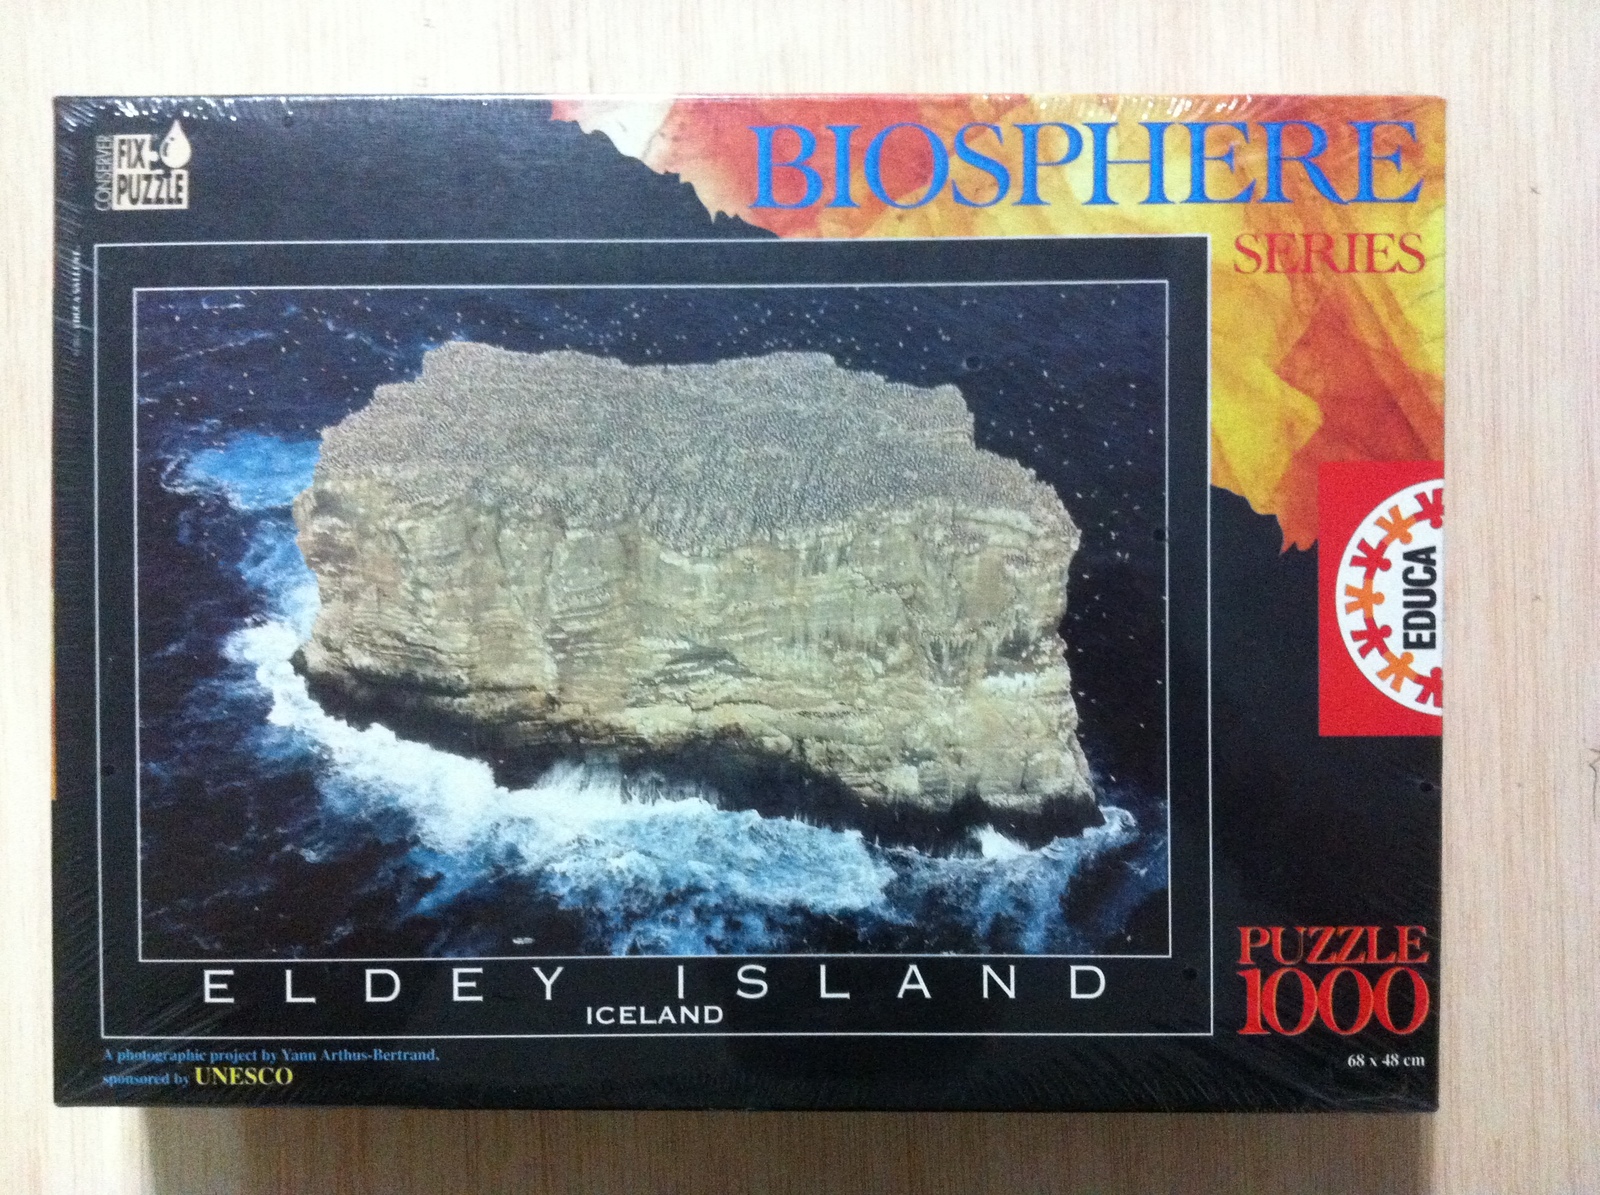 CONSERVER
FIX
PUZZLE
BIOSPHERE
SERIES
EDUCA
ELDEY ISLAND
ICELAND
PUZZLE
1000
68 x 48 cm
A photographic project by Yann Arthus-Bertrand,
sponsored by UNESCO